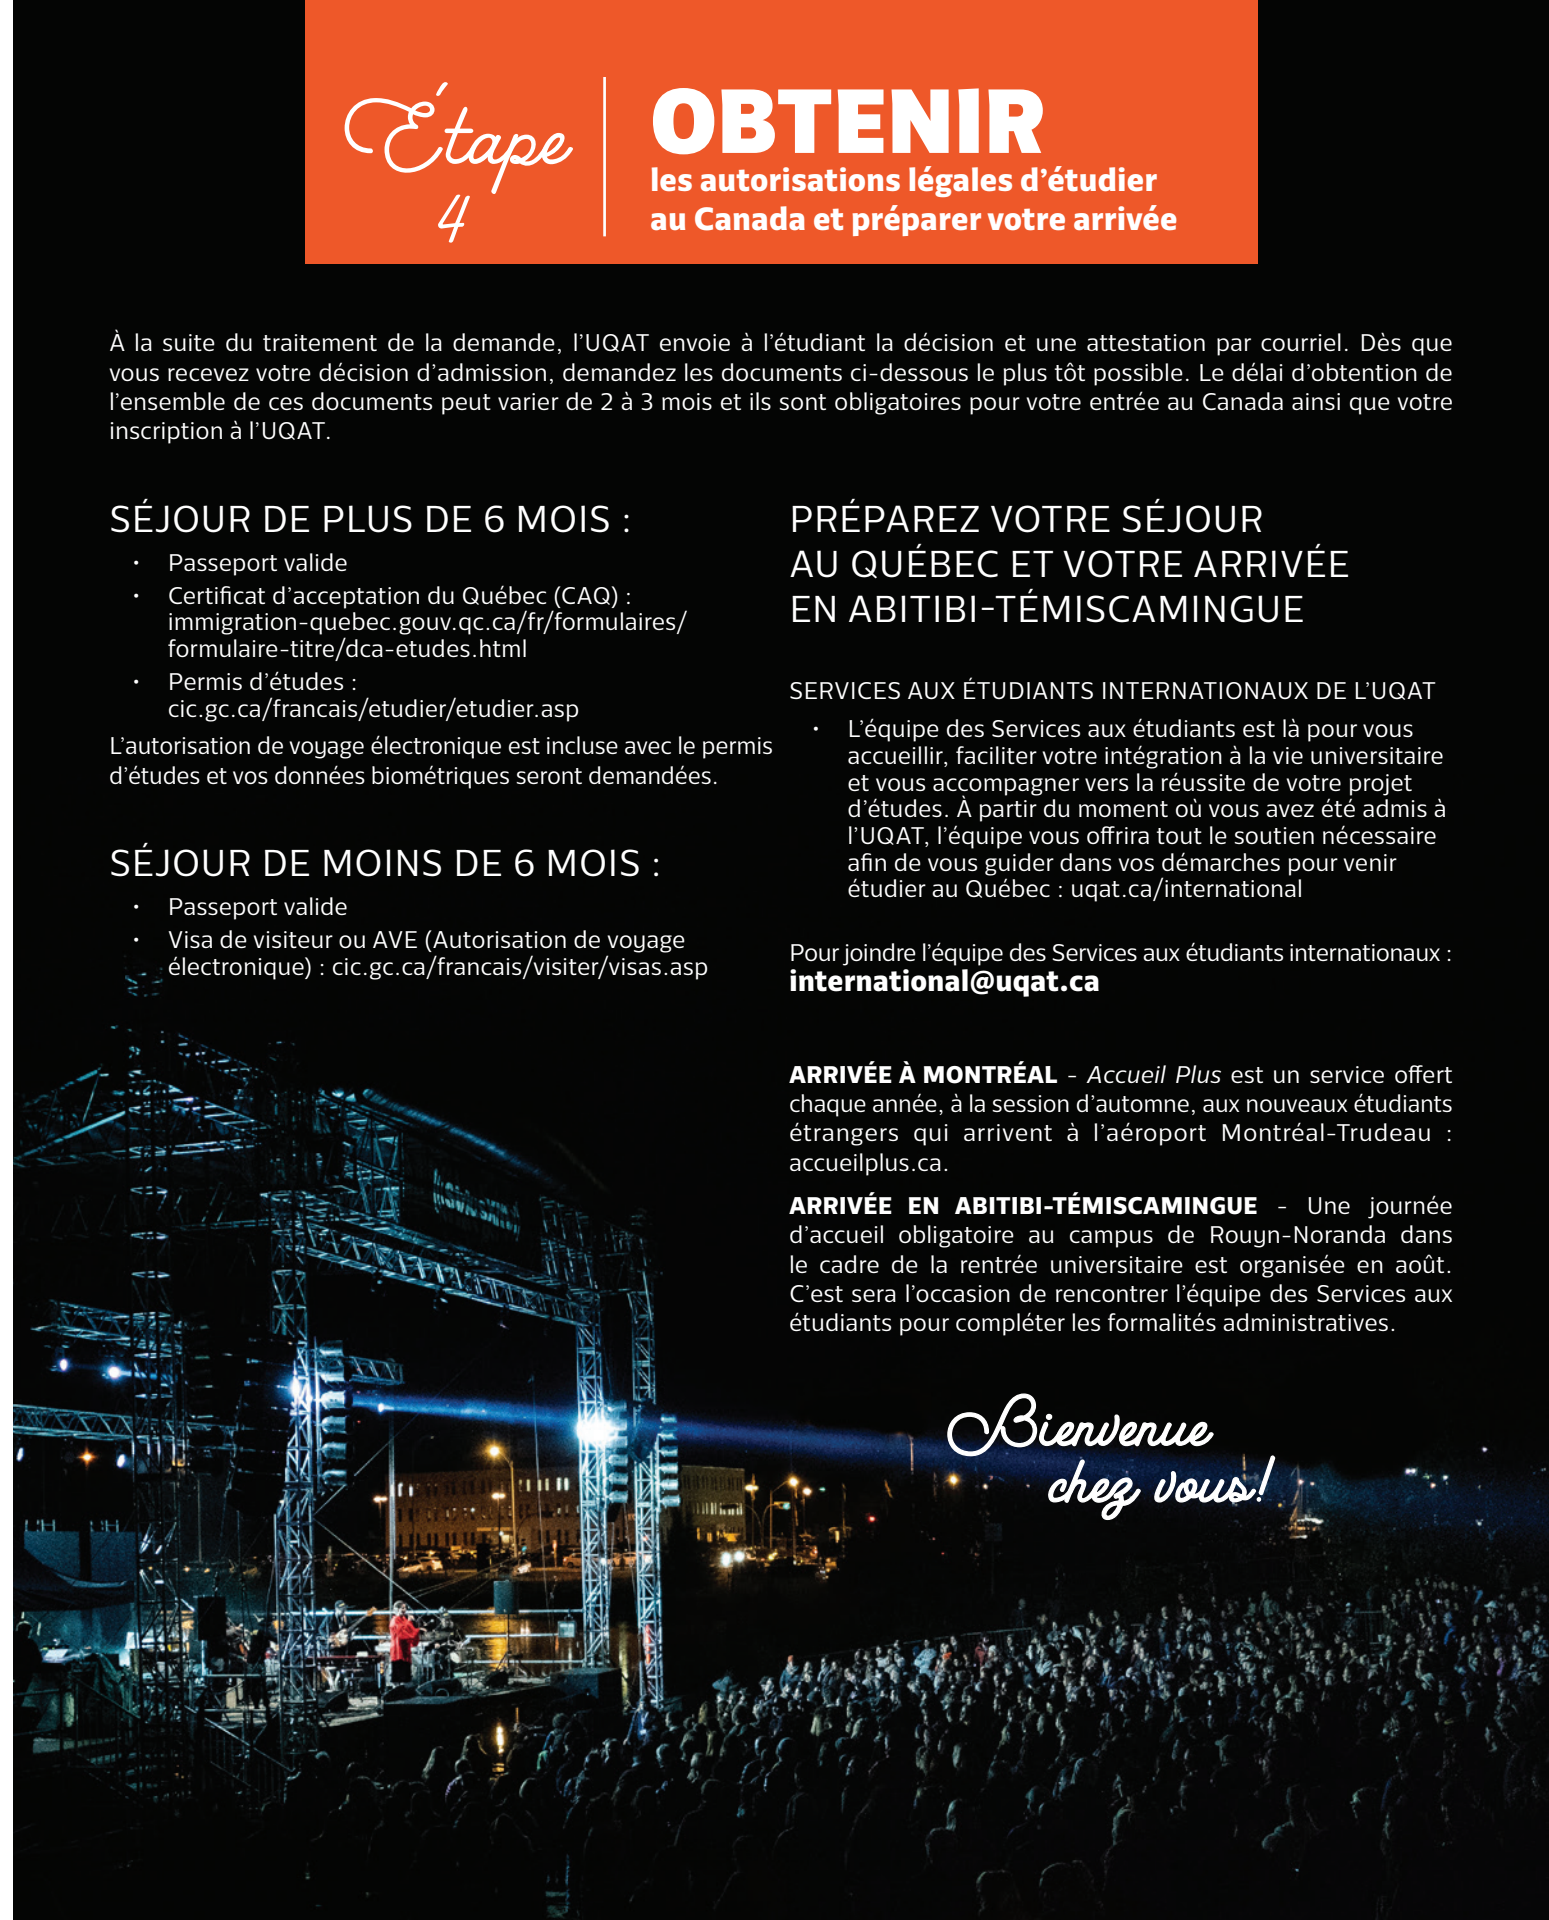 Étape
4
OBTENIR
les autorisations légales d’étudier
au Canada et préparer votre arrivée
À la suite du traitement de la demande, l’UQAT envoie à l’étudiant la décision et une attestation par courriel. Dès que
vous recevez votre décision d’admission, demandez les documents ci-dessous le plus tôt possible. Le délai d’obtention de
l’ensemble de ces documents peut varier de 2 à 3 mois et ils sont obligatoires pour votre entrée au Canada ainsi que votre
inscription à l’UQAT.
SÉJOUR DE PLUS DE 6 MOIS :
• Passeport valide
• Certificat d’acceptation du Québec (CAQ) :
immigration-quebec.gouv.qc.ca/fr/formulaires/
formulaire-titre/dca-etudes.html
• Permis d’études :
cic.gc.ca/francais/etudier/etudier.asp
L’autorisation de voyage électronique est incluse avec le permis
d’études et vos données biométriques seront demandées.
SÉJOUR DE MOINS DE 6 MOIS :
• Passeport valide
• Visa de visiteur ou AVE (Autorisation de voyage
électronique) : cic.gc.ca/francais/visiter/visas.asp
PRÉPAREZ VOTRE SÉJOUR
AU QUÉBEC ET VOTRE ARRIVÉE
EN ABITIBI-TÉMISCAMINGUE
SERVICES AUX ÉTUDIANTS INTERNATIONAUX DE L’UQAT
• L’équipe des Services aux étudiants est là pour vous
accueillir, faciliter votre intégration à la vie universitaire
et vous accompagner vers la réussite de votre projet
d’études. À partir du moment où vous avez été admis à
l’UQAT, l’équipe vous offrira tout le soutien nécessaire
afin de vous guider dans vos démarches pour venir
étudier au Québec : uqat.ca/international
Pour joindre l’équipe des Services aux étudiants internationaux :
international@uqat.ca
ARRIVÉE À MONTRÉAL - Accueil Plus est un service offert
chaque année, à la session d’automne, aux nouveaux étudiants
étrangers qui arrivent à l’aéroport Montréal-Trudeau :
accueilplus.ca.
ARRIVÉE EN ABITIBI-TÉMISCAMINGUE - Une journée
d’accueil obligatoire au campus de Rouyn-Noranda dans
le cadre de la rentrée universitaire est organisée en août.
C’est sera l’occasion de rencontrer l’équipe des Services aux
étudiants pour compléter les formalités administratives.
Bienvenue
chez vous!